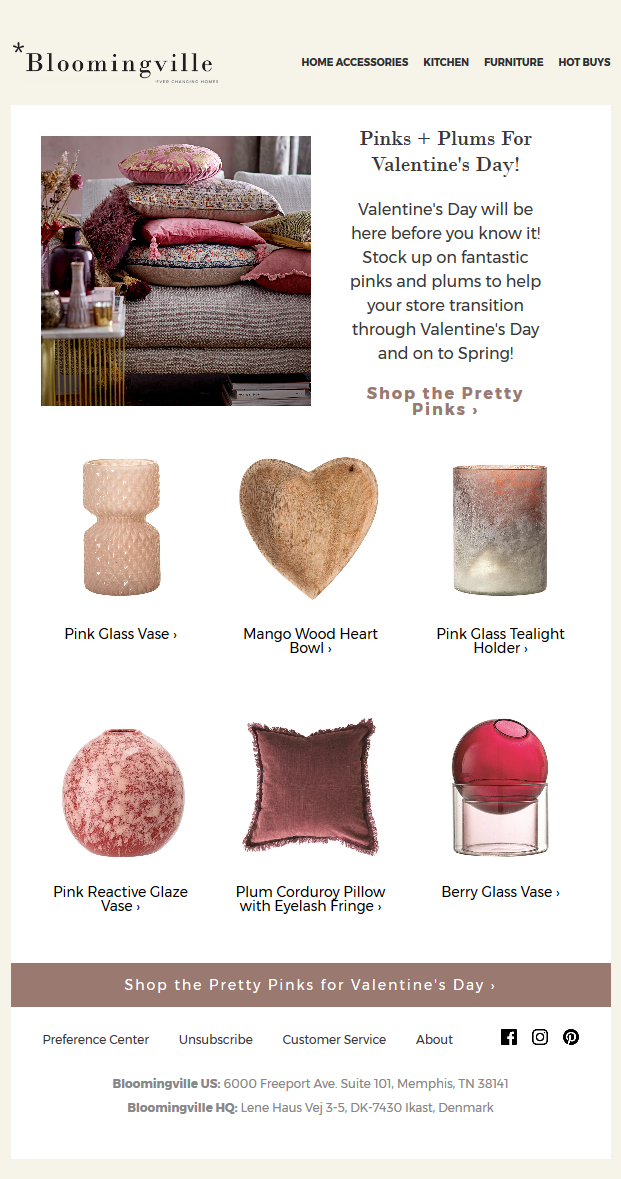 *Bloomingville
EVER CHANGING HOMES
HOME ACCESSORIES KITCHEN FURNITURE HOT BUYS
Pinks + Plums For
Valentine's Day!
Valentine's Day will be
here before you know it!
Stock up on fantastic
pinks and plums to help
your store transition
through Valentine's Day
and on to Spring!
Shop the Pretty
Pinks ›
Pink Glass Vase ›
Mango Wood Heart
Bowl ›
Pink Glass Tealight
Holder ›
Pink Reactive Glaze
Vase ›
Plum Corduroy Pillow
with Eyelash Fringe ›
Berry Glass Vase ›
Shop the Pretty Pinks for Valentine's Day ›
Preference Center Unsubscribe Customer Service About
Bloomingville US: 6000 Freeport Ave. Suite 101, Memphis, TN 38141
Bloomingville HQ: Lene Haus Vej 3-5, DK-7430 Ikast, Denmark